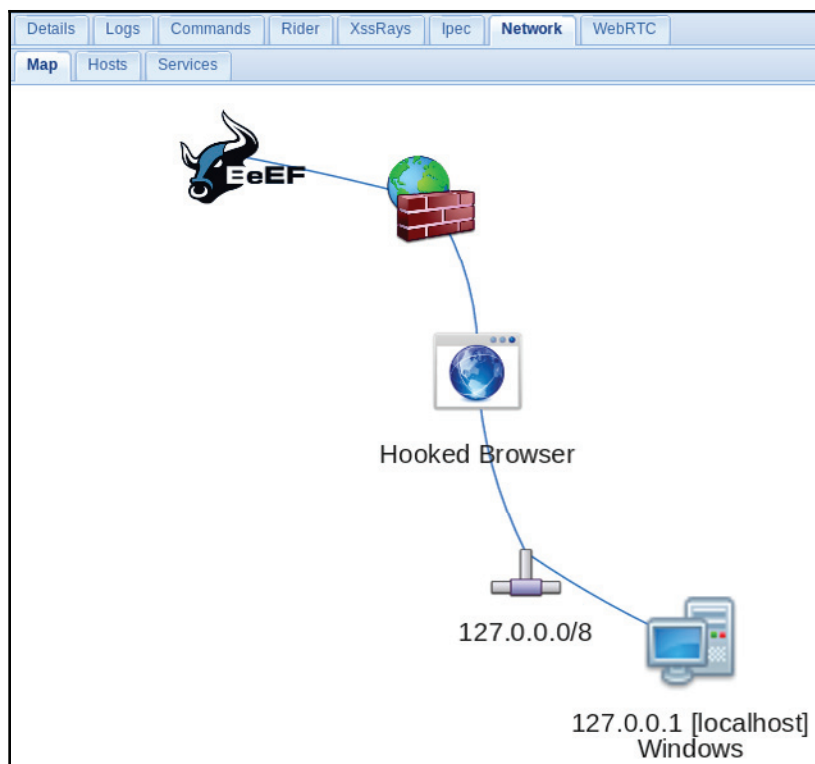 Details Logs Commands Rider XssRays Ipec Network WebRTC
Map Hosts Services
BeEF
Hooked Browser
127.0.0.0/8
127.0.0.1 [localhost]
Windows